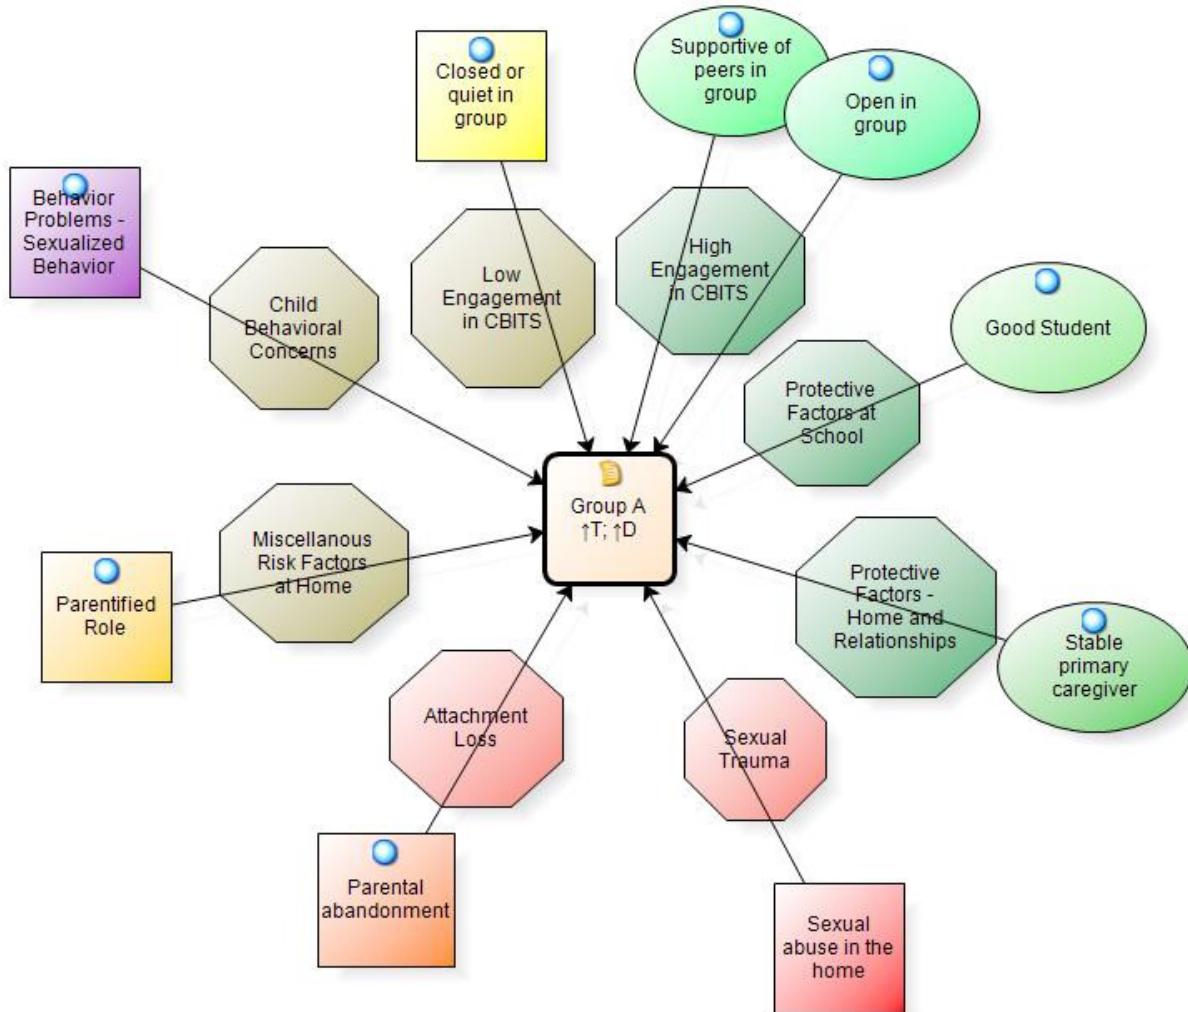 Closed or
quiet in
group
Supportive of
peers in
group
Open in
group
Behavior
Problems -
Sexualized
Behavior
Child
Behavioral
Concerns
Low
Engagement
in CBITS
High
Engagement
in CBITS
Good Student
Protective
Factors at
School
Group A
↑T; ↑D
Miscellanous
Risk Factors
at Home
Parentified
Role
Protective
Factors -
Home and
Relationships
Stable
primary
caregiver
Attachment
Loss
Sexual
Trauma
Parental
abandonment
Sexual
abuse in the
home